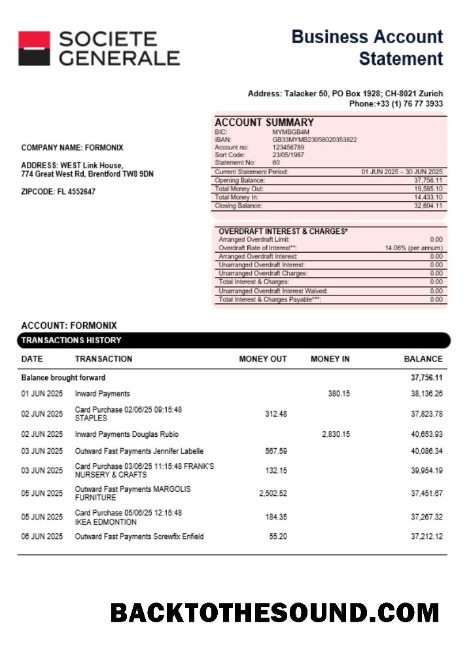 SOCIETE
GENERALE
Business Account
Statement
Address: Talacker 50, PO Box 1928; CH-8021 Zurich
Phone:+33 (1) 76 77 3933
COMPANY NAME: FORMONIX
ADDRESS: WEST Link House,
774 Great West Rd, Brentford TW8 9DN
ZIPCODE: FL 4552647
ACCOUNT SUMMARY
BIC: MYMBGB4M
IBAN: GB33MYMB23058020353822
Account no: 123456789
Sort Code: 23/05/1987
Statement No: 60
Current Statement Period: 01 JUN 2025 – 30 JUN 2025
Opening Balance: 37,756.11
Total Money Out: 19,585.10
Total Money In: 14,433.10
Closing Balance: 32,604.11
OVERDRAFT INTEREST & CHARGES*
Arranged Overdraft Limit: 0.00
Overdraft Rate of Interest**: 14.06% (per annum)
Arranged Overdraft Interest: 0.00
Unarranged Overdraft Interest: 0.00
Unarranged Overdraft Charges: 0.00
Total Interest & Charges: 0.00
Unarranged Overdraft Interest Waived: 0.00
Total Interest & Charges Payable***: 0.00
ACCOUNT: FORMONIX
TRANSACTIONS HISTORY
DATE TRANSACTION MONEY OUT MONEY IN BALANCE
Balance brought forward 37,756.11
01 JUN 2025 Inward Payments 380.15 38,136.26
02 JUN 2025 Card Purchase 02/06/25 09:15:48 STAPLES 312.48 37,823.78
02 JUN 2025 Inward Payments Douglas Rubio 2,830.15 40,653.93
03 JUN 2025 Outward Fast Payments Jennifer Labelle 567.59 40,086.34
03 JUN 2025 Card Purchase 03/06/25 11:15:48 FRANK'S NURSERY & CRAFTS 132.15 39,954.19
05 JUN 2025 Outward Fast Payments MARGOLIS FURNITURE 2,502.52 37,451.67
05 JUN 2025 Card Purchase 05/06/25 12:15:48 IKEA EDMONTION 184.35 37,267.32
06 JUN 2025 Outward Fast Payments Screwfix Enfield 55.20 37,212.12
BACKTOTHESOUND.COM